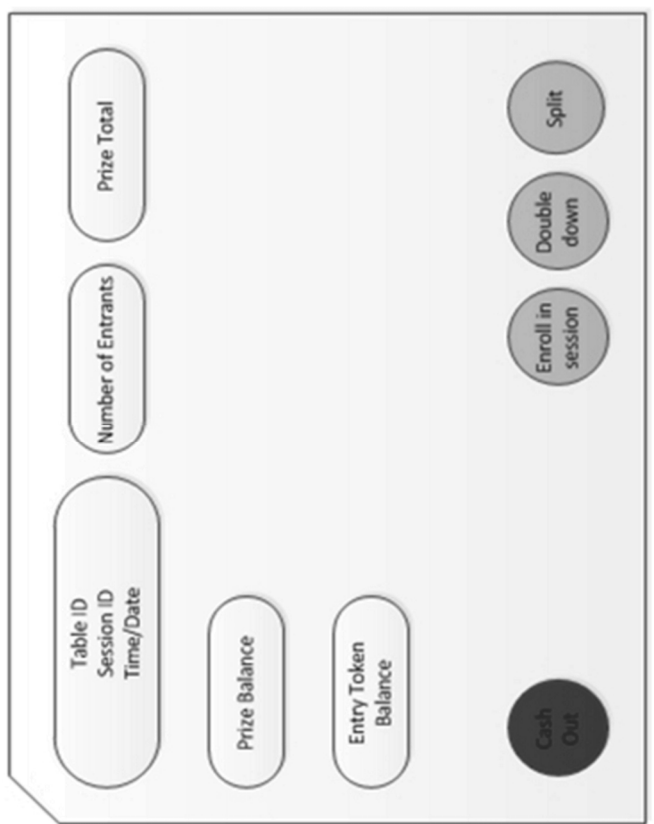 Table ID
Session ID
Time/Date
Number of Entrants
Prize Total
Prize Balance
Entry Token
Balance
Cash
Out
Enroll in
session
Double
down
Split